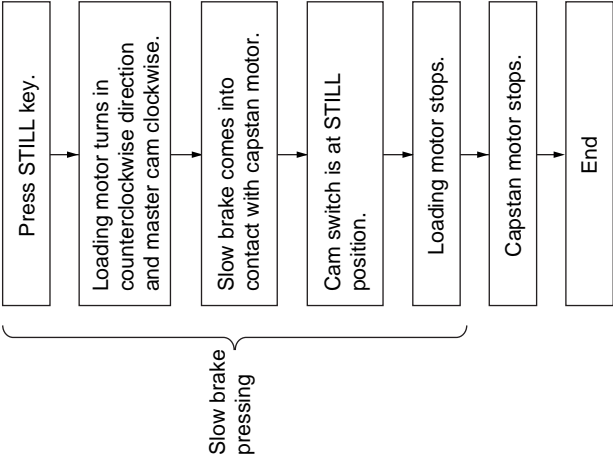 Press STILL key.
Loading motor turns in
counterclockwise direction
and master cam clockwise.
Slow brake comes into
contact with capstan motor.
Cam switch is at STILL
position.
Loading motor stops.
Capstan motor stops.
End
Slow brake
pressing